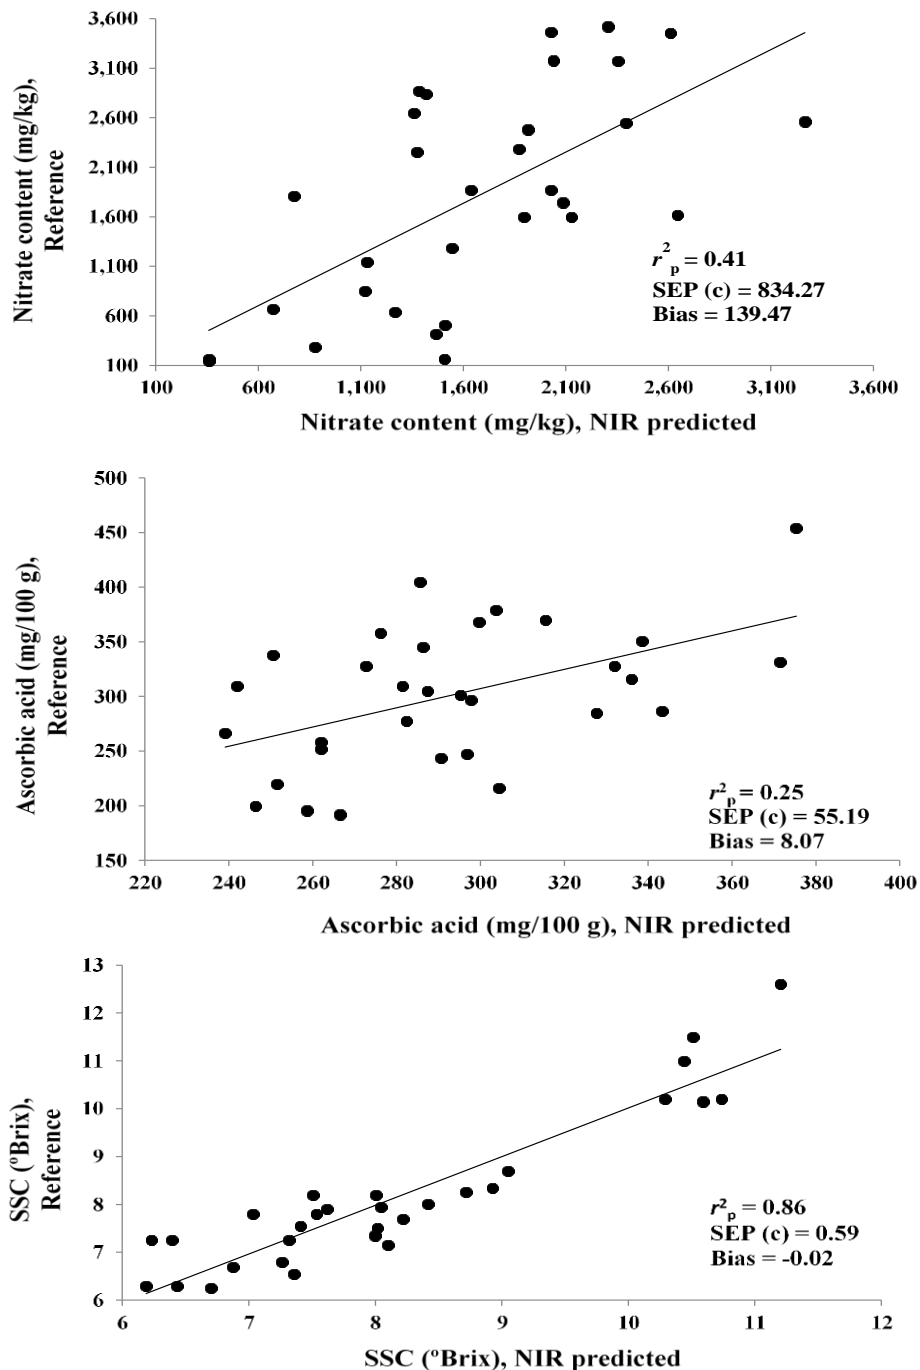 Nitrate content (mg/kg),
Reference
3,600
3,100
2,600
2,100
1,600
1,100
600
100
r²p = 0.41
SEP (c) = 834.27
Bias = 139.47
100 600 1,100 1,600 2,100 2,600 3,100 3,600
Nitrate content (mg/kg), NIR predicted
Ascorbic acid (mg/100 g),
Reference
500
450
400
350
300
250
200
150
r²p = 0.25
SEP (c) = 55.19
Bias = 8.07
220 240 260 280 300 320 340 360 380 400
Ascorbic acid (mg/100 g), NIR predicted
SSC (ºBrix),
Reference
13
12
11
10
9
8
7
6
r²p = 0.86
SEP (c) = 0.59
Bias = -0.02
6 7 8 9 10 11 12
SSC (ºBrix), NIR predicted